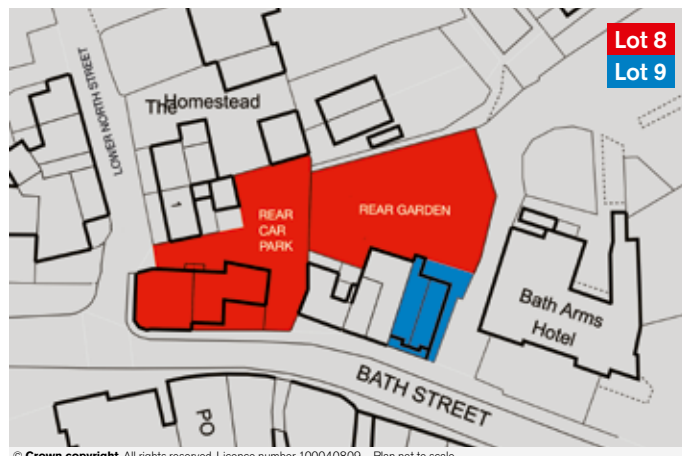 Lot 8
Lot 9
LOWER NORTH STREET
The Homestead
1
REAR
CAR
PARK
REAR GARDEN
Bath Arms
Hotel
BATH STREET
PO
© Crown copyright. All rights reserved. Licence number 100040809. Plan not to scale